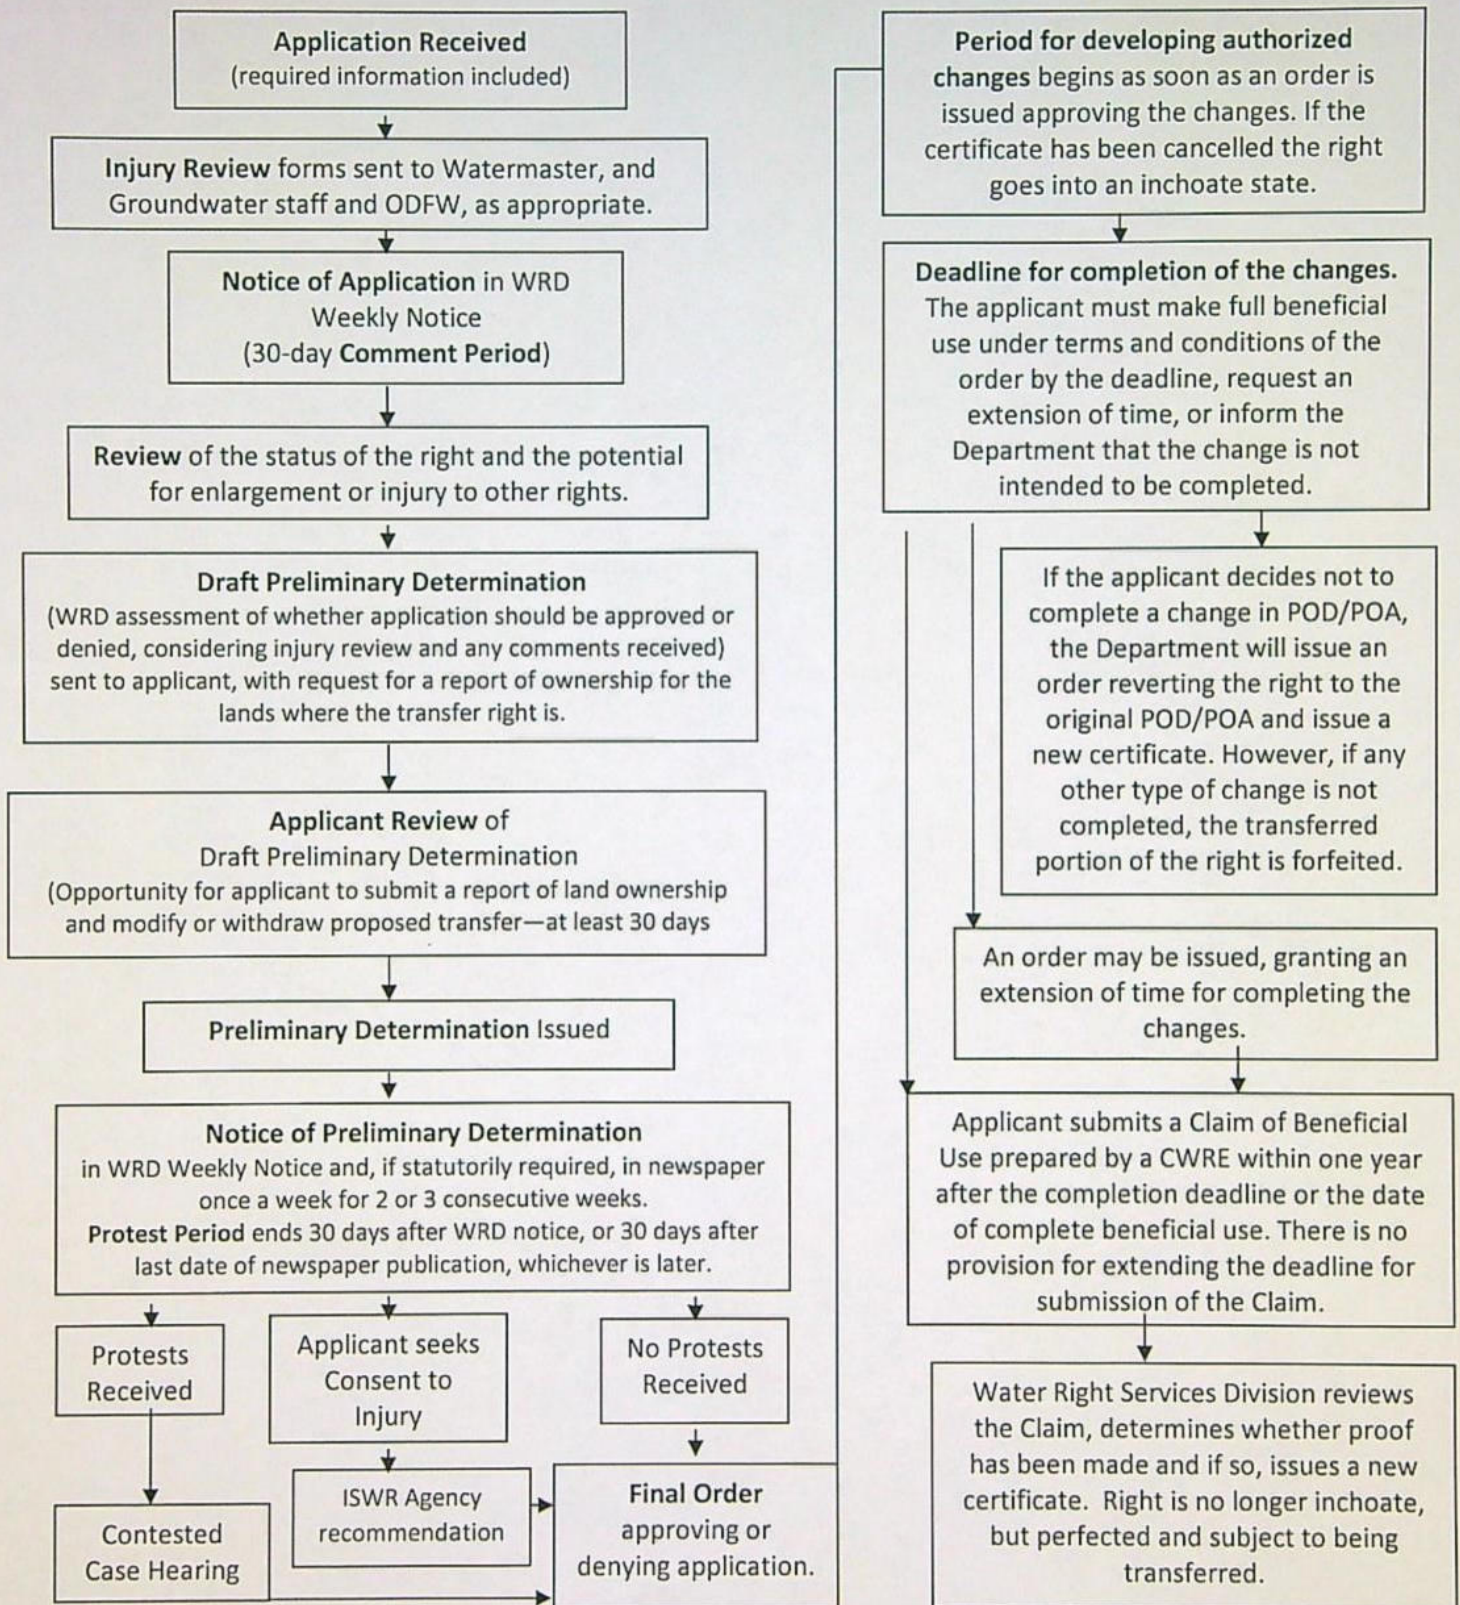 Application Received
(required information included)
Injury Review forms sent to Watermaster, and
Groundwater staff and ODFW, as appropriate.
Notice of Application in WRD
Weekly Notice
(30-day Comment Period)
Review of the status of the right and the potential
for enlargement or injury to other rights.
Draft Preliminary Determination
(WRD assessment of whether application should be approved or
denied, considering injury review and any comments received)
sent to applicant, with request for a report of ownership for the
lands where the transfer right is.
Applicant Review of
Draft Preliminary Determination
(Opportunity for applicant to submit a report of land ownership
and modify or withdraw proposed transfer—at least 30 days
Preliminary Determination Issued
Notice of Preliminary Determination
in WRD Weekly Notice and, if statutorily required, in newspaper
once a week for 2 or 3 consecutive weeks.
Protest Period ends 30 days after WRD notice, or 30 days after
last date of newspaper publication, whichever is later.
Protests
Received
Applicant seeks
Consent to
Injury
No Protests
Received
Contested
Case Hearing
ISWR Agency
recommendation
Final Order
approving or
denying application.
Period for developing authorized
changes begins as soon as an order is
issued approving the changes. If the
certificate has been cancelled the right
goes into an inchoate state.
Deadline for completion of the changes.
The applicant must make full beneficial
use under terms and conditions of the
order by the deadline, request an
extension of time, or inform the
Department that the change is not
intended to be completed.
If the applicant decides not to
complete a change in POD/POA,
the Department will issue an
order reverting the right to the
original POD/POA and issue a
new certificate. However, if any
other type of change is not
completed, the transferred
portion of the right is forfeited.
An order may be issued, granting an
extension of time for completing the
changes.
Applicant submits a Claim of Beneficial
Use prepared by a CWRE within one year
after the completion deadline or the date
of complete beneficial use. There is no
provision for extending the deadline for
submission of the Claim.
Water Right Services Division reviews
the Claim, determines whether proof
has been made and if so, issues a new
certificate. Right is no longer inchoate,
but perfected and subject to being
transferred.